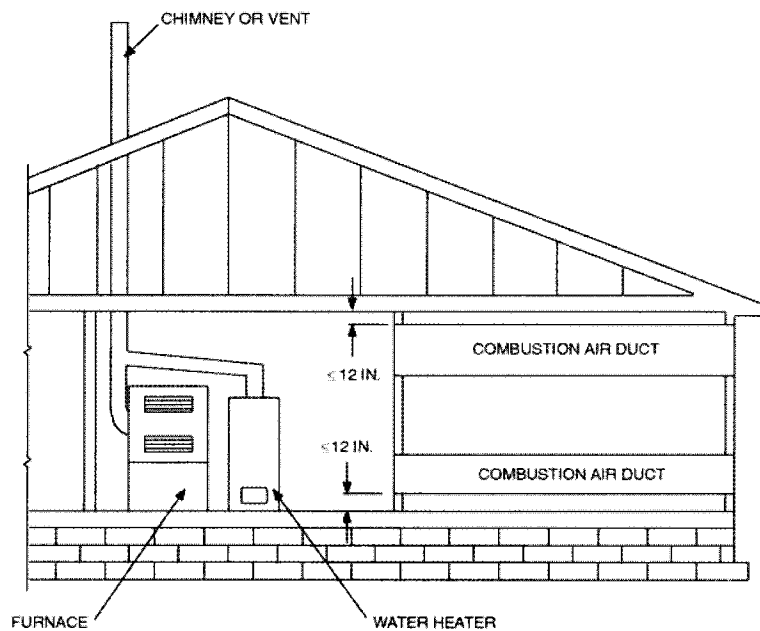 CHIMNEY OR VENT
COMBUSTION AIR DUCT
≤12 IN.
≤12 IN.
COMBUSTION AIR DUCT
FURNACE
WATER HEATER